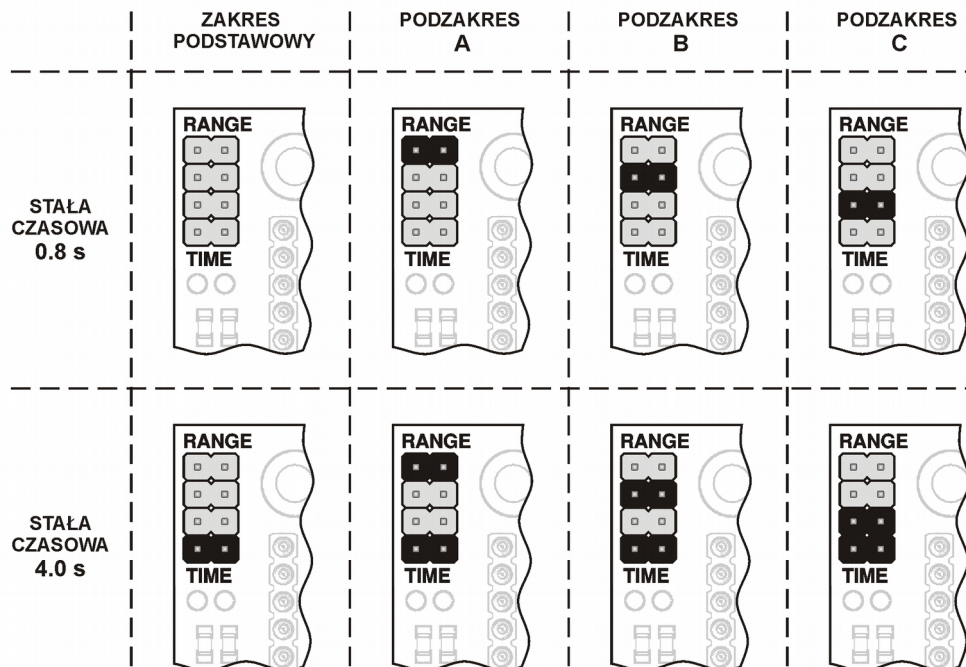 ZAKRES
PODSTAWOWY
PODZAKRES
A
PODZAKRES
B
PODZAKRES
C
STAŁA
CZASOWA
0.8 s
RANGE
TIME
RANGE
TIME
RANGE
TIME
RANGE
TIME
STAŁA
CZASOWA
4.0 s
RANGE
TIME
RANGE
TIME
RANGE
TIME
RANGE
TIME